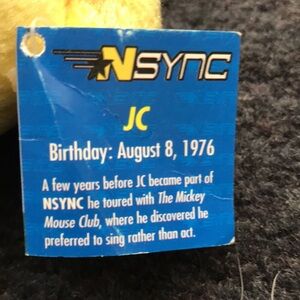 NSYNC
JC
Birthday: August 8, 1976
A few years before JC became part of
NSYNC he toured with The Mickey
Mouse Club, where he discovered he
preferred to sing rather than act.